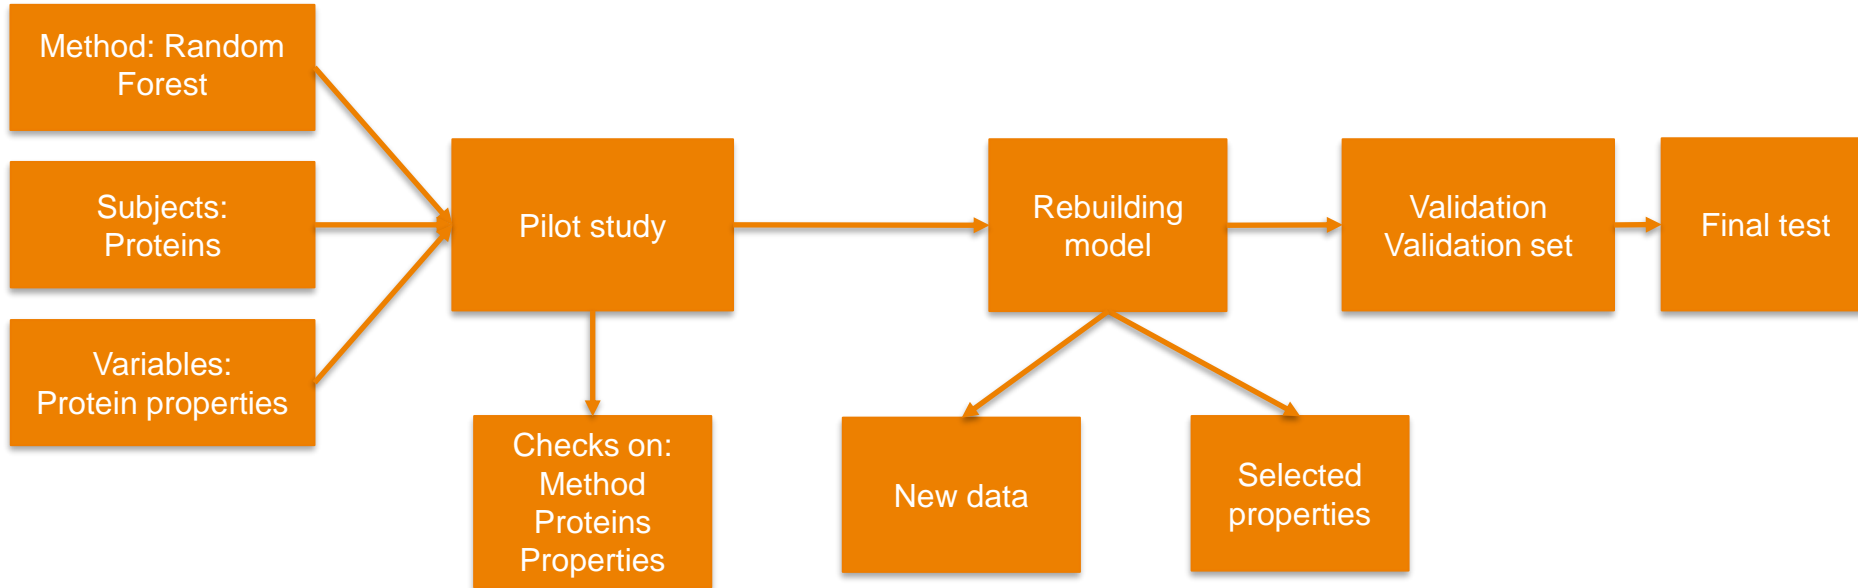 Method: Random
Forest
Subjects:
Proteins
Variables:
Protein properties
Pilot study
Checks on:
Method
Proteins
Properties
Rebuilding
model
New data
Selected
properties
Validation
Validation set
Final test